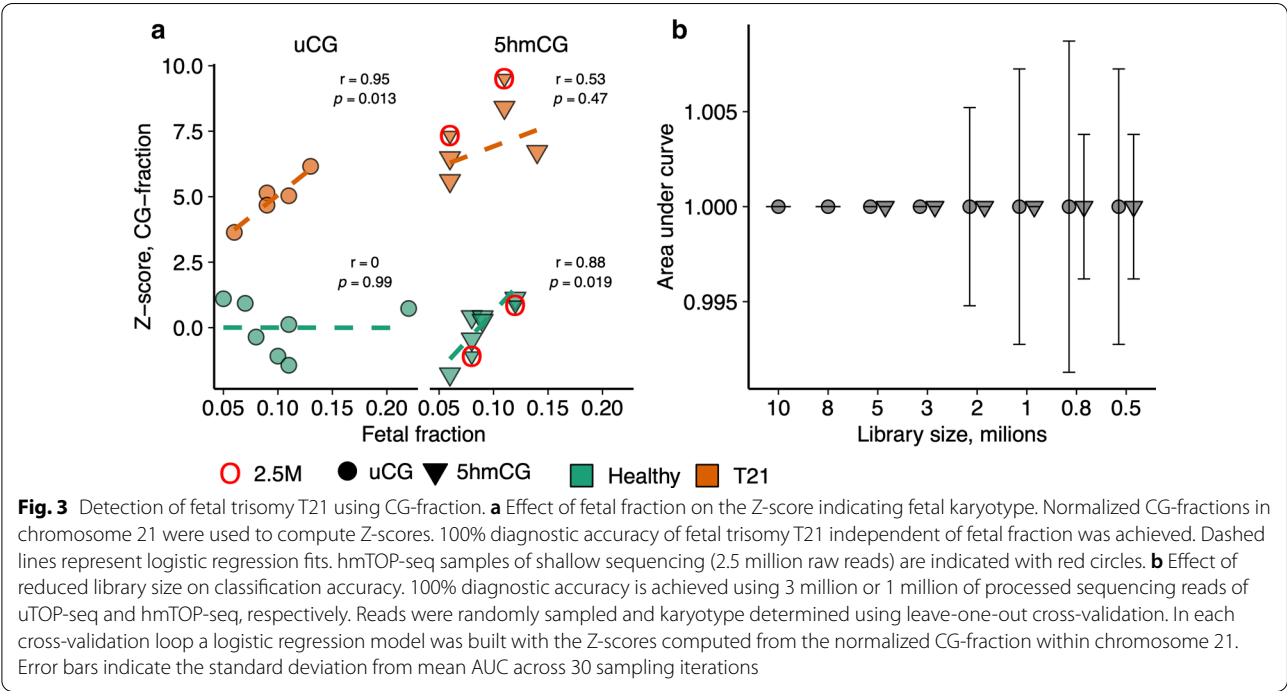 a
b
uCG
5hmCG
10.0
7.5
5.0
2.5
0.0
Z-score, CG-fraction
r = 0.95
p = 0.013
r = 0.53
p = 0.47
r = 0
p = 0.99
r = 0.88
p = 0.019
0.05 0.10 0.15 0.20
0.05 0.10 0.15 0.20
Fetal fraction
1.005
1.000
0.995
Area under curve
10 8 5 3 2 1 0.8 0.5
Library size, milions
2.5M uCG 5hmCG Healthy T21
Fig. 3 Detection of fetal trisomy T21 using CG-fraction. a Effect of fetal fraction on the Z-score indicating fetal karyotype. Normalized CG-fractions in
chromosome 21 were used to compute Z-scores. 100% diagnostic accuracy of fetal trisomy T21 independent of fetal fraction was achieved. Dashed
lines represent logistic regression fits. hmTOP-seq samples of shallow sequencing (2.5 million raw reads) are indicated with red circles. b Effect of
reduced library size on classification accuracy. 100% diagnostic accuracy is achieved using 3 million or 1 million of processed sequencing reads of
uTOP-seq and hmTOP-seq, respectively. Reads were randomly sampled and karyotype determined using leave-one-out cross-validation. In each
cross-validation loop a logistic regression model was built with the Z-scores computed from the normalized CG-fraction within chromosome 21.
Error bars indicate the standard deviation from mean AUC across 30 sampling iterations